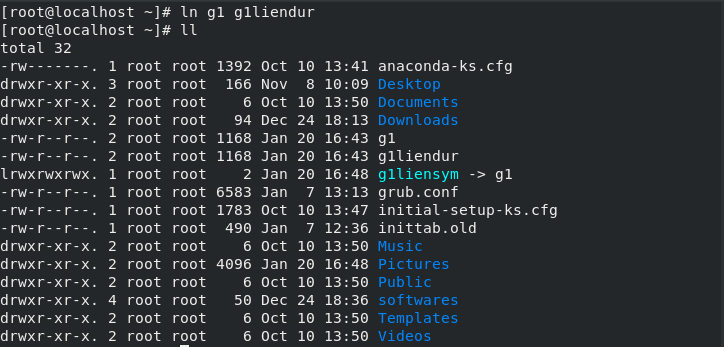 [root@localhost ~]# ln g1 g1liendur
[root@localhost ~]# ll
total 32
-rw-------. 1 root root 1392 Oct 10 13:41 anaconda-ks.cfg
drwxr-xr-x. 3 root root  166 Nov  8 10:09 Desktop
drwxr-xr-x. 2 root root    6 Oct 10 13:50 Documents
drwxr-xr-x. 2 root root   94 Dec 24 18:13 Downloads
-rw-r--r--. 2 root root 1168 Jan 20 16:43 g1
-rw-r--r--. 2 root root 1168 Jan 20 16:43 g1liendur
lrwxrwxrwx. 1 root root    2 Jan 20 16:48 g1liensym -> g1
-rw-r--r--. 1 root root 6583 Jan  7 13:13 grub.conf
-rw-r--r--. 1 root root 1783 Oct 10 13:47 initial-setup-ks.cfg
-rw-r--r--. 1 root root  490 Jan  7 12:36 inittab.old
drwxr-xr-x. 2 root root    6 Oct 10 13:50 Music
drwxr-xr-x. 2 root root 4096 Jan 20 16:48 Pictures
drwxr-xr-x. 2 root root    6 Oct 10 13:50 Public
drwxr-xr-x. 4 root root   50 Dec 24 18:36 softwares
drwxr-xr-x. 2 root root    6 Oct 10 13:50 Templates
drwxr-xr-x. 2 root root    6 Oct 10 13:50 Videos